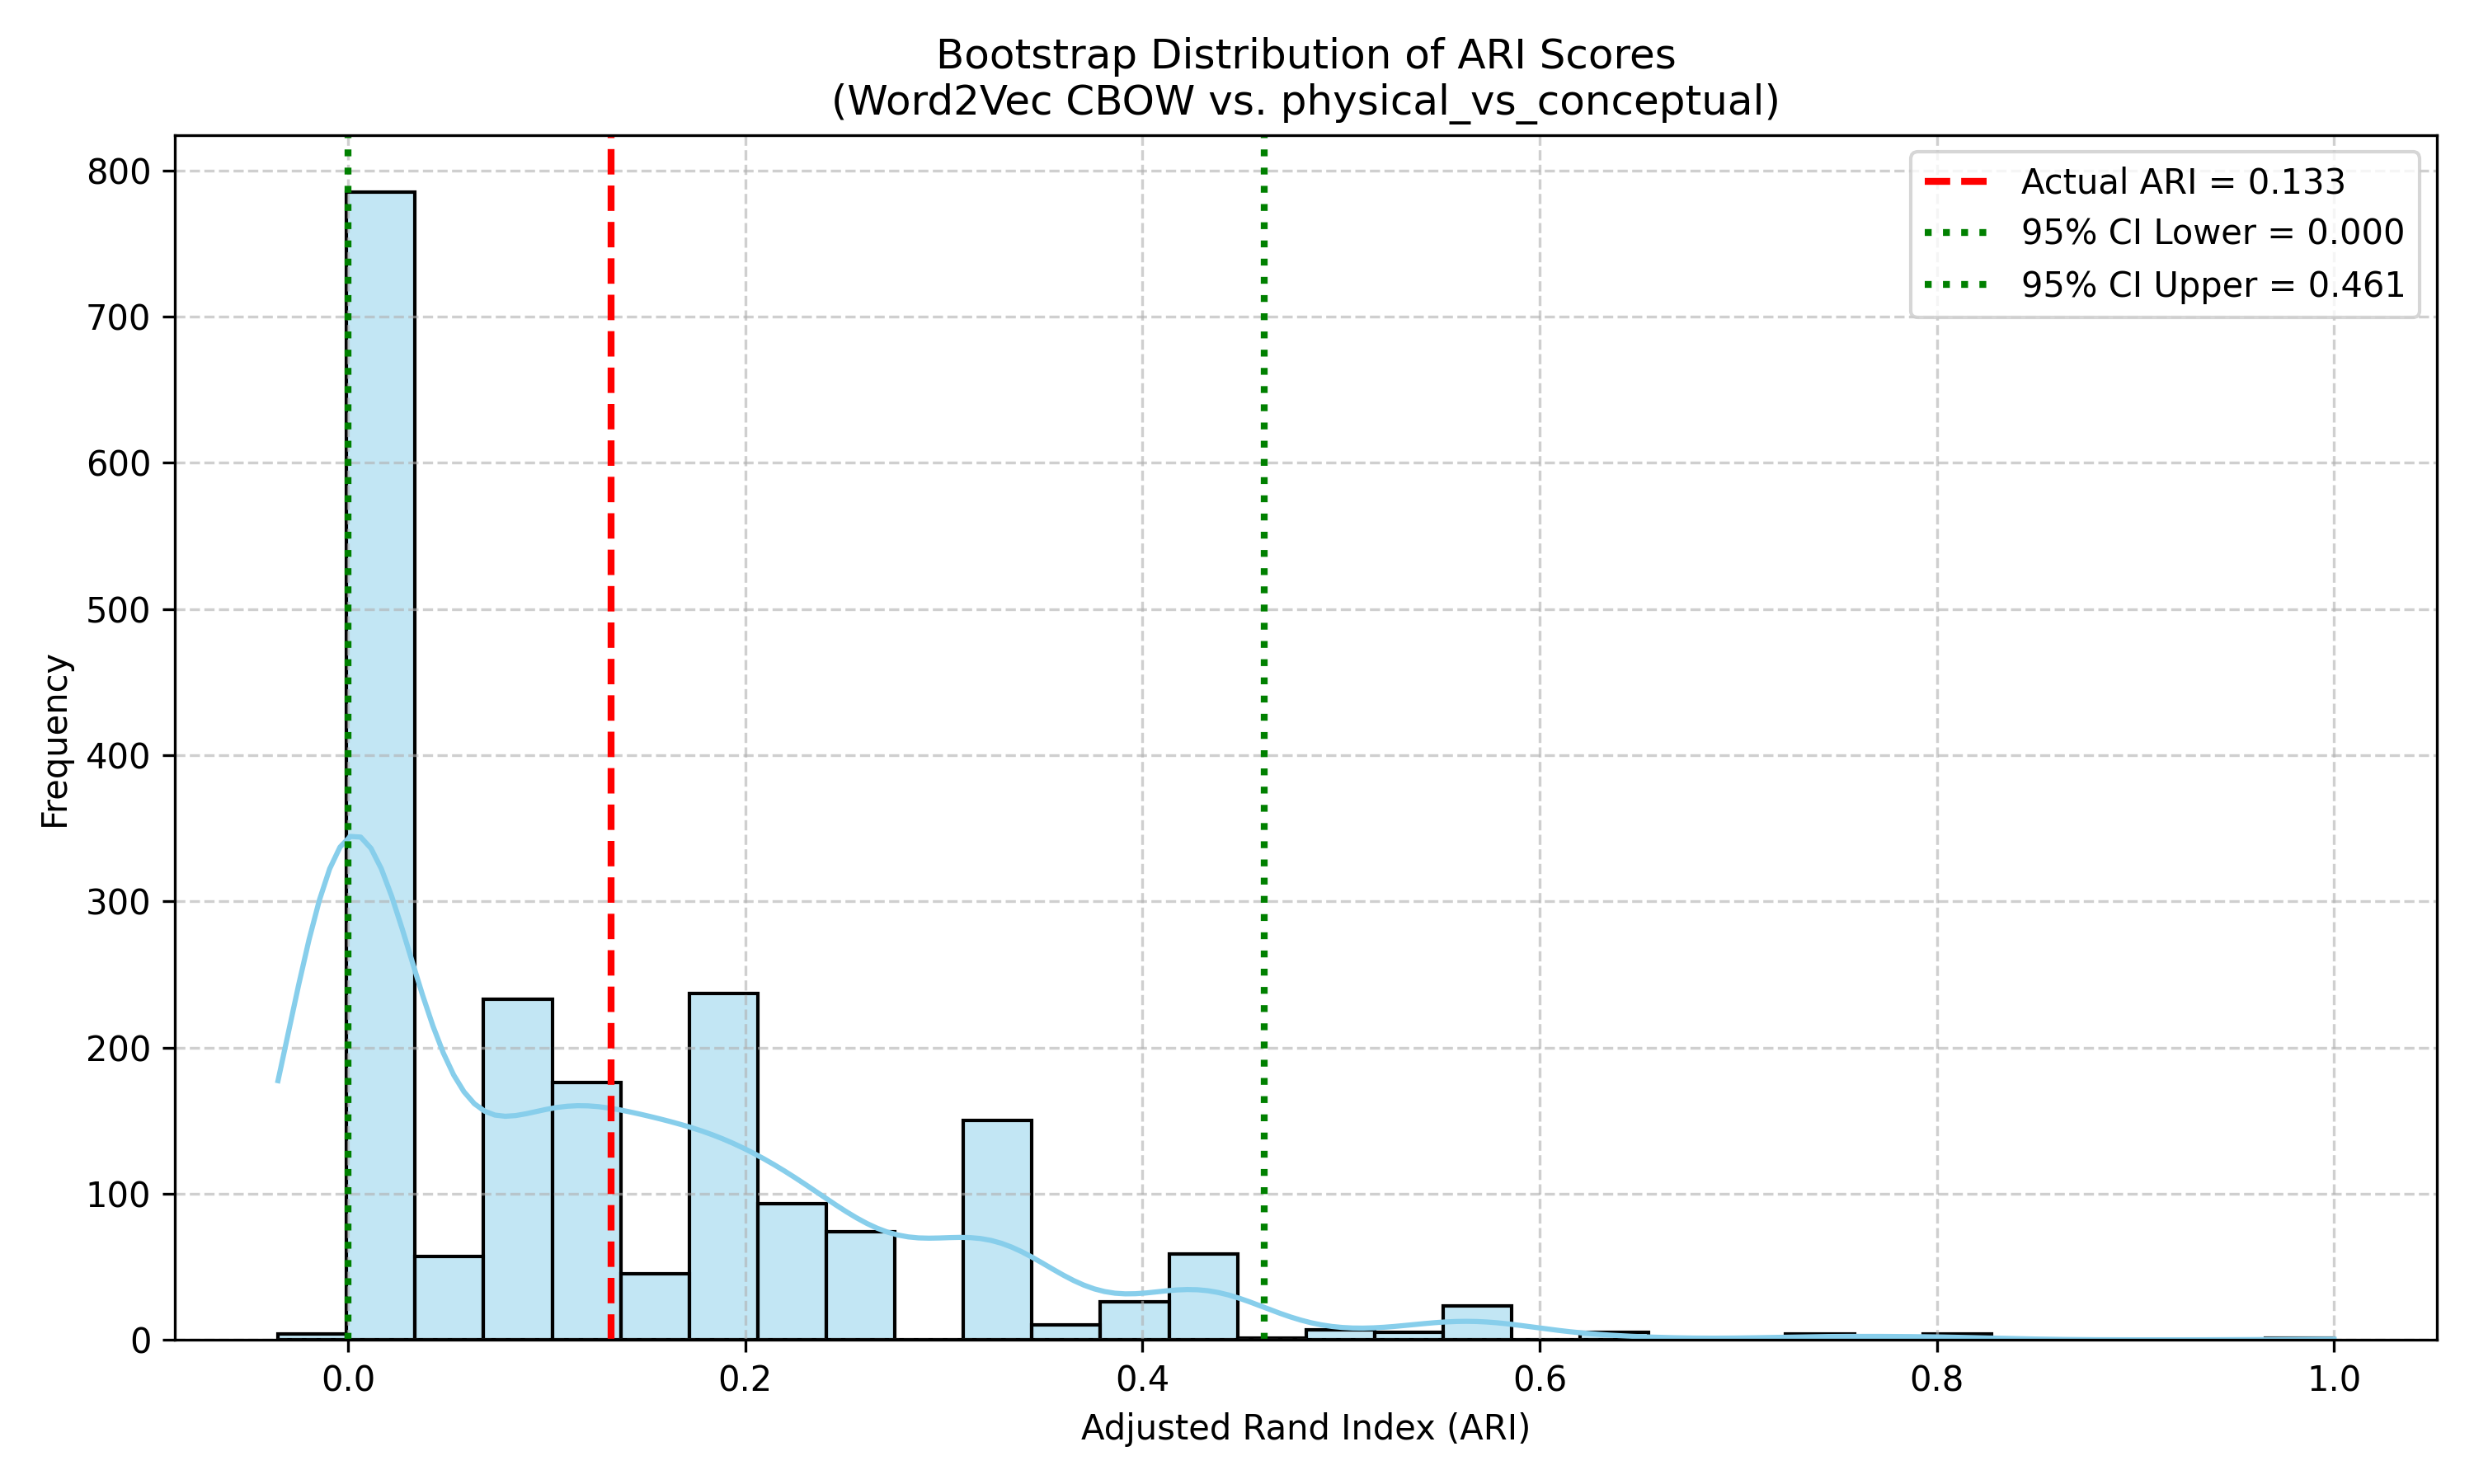 Bootstrap Distribution of ARI Scores
(Word2Vec CBOW vs. physical_vs_conceptual)
Actual ARI = 0.133
95% CI Lower = 0.000
95% CI Upper = 0.461
Frequency
800
700
600
500
400
300
200
100
0
0.0 0.2 0.4 0.6 0.8 1.0
Adjusted Rand Index (ARI)